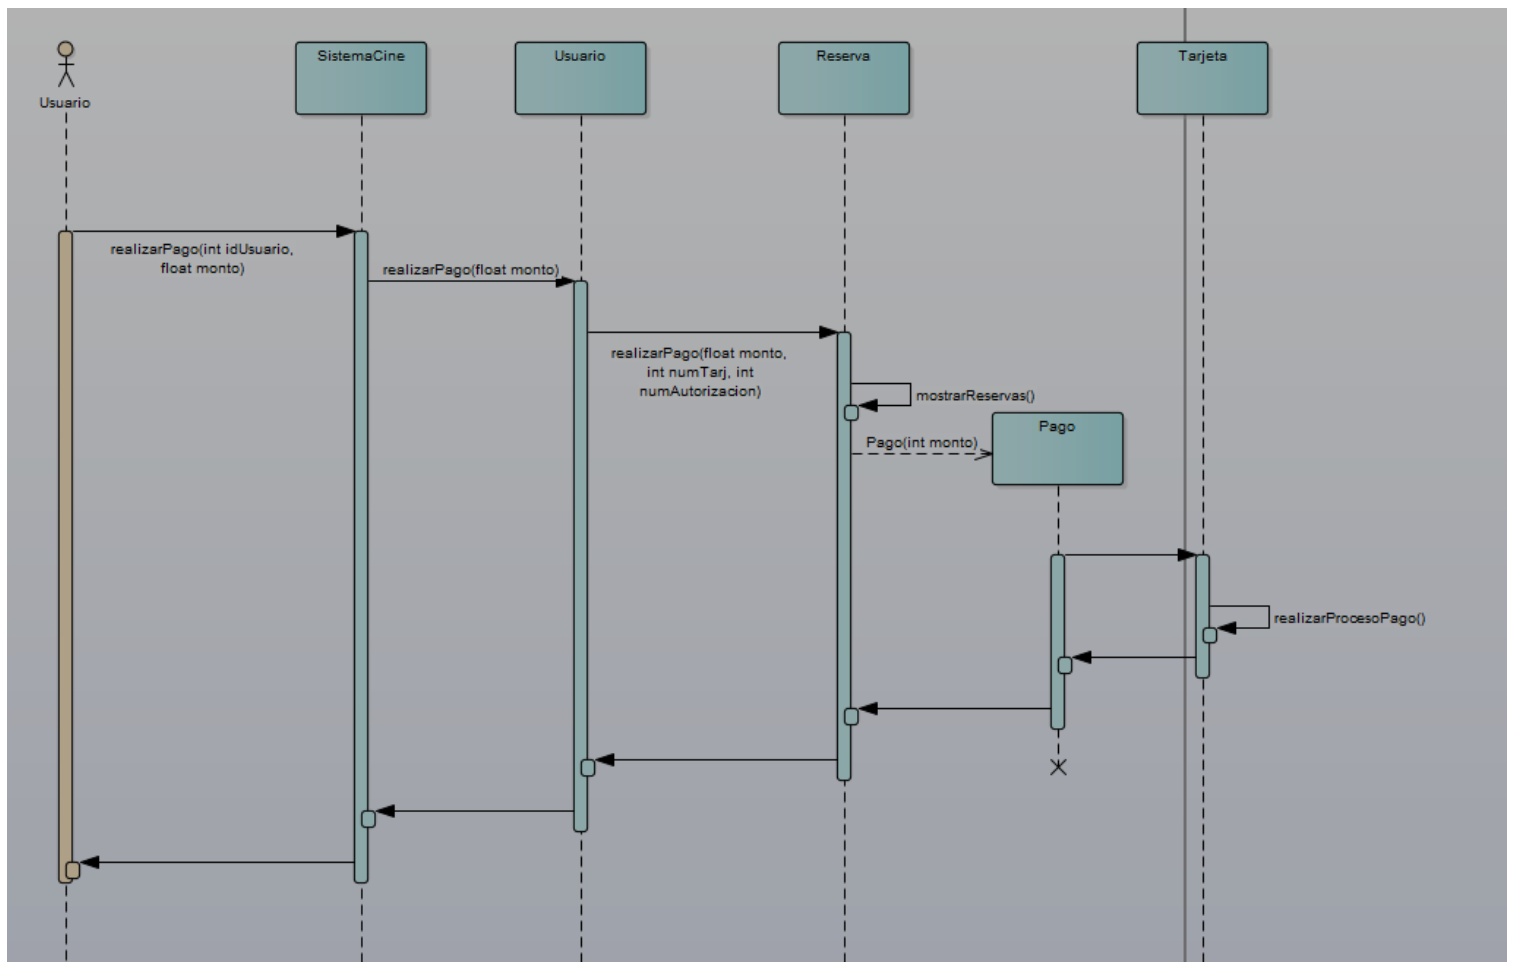 SistemaCine
Usuario
Reserva
Tarjeta
Usuario
realizarPago(int idUsuario,
float monto)
realizarPago(float monto)
realizarPago(float monto,
int numTarj, int
numAutorizacion)
mostrarReservas()
Pago
Pago(int monto)
realizarProcesoPago()